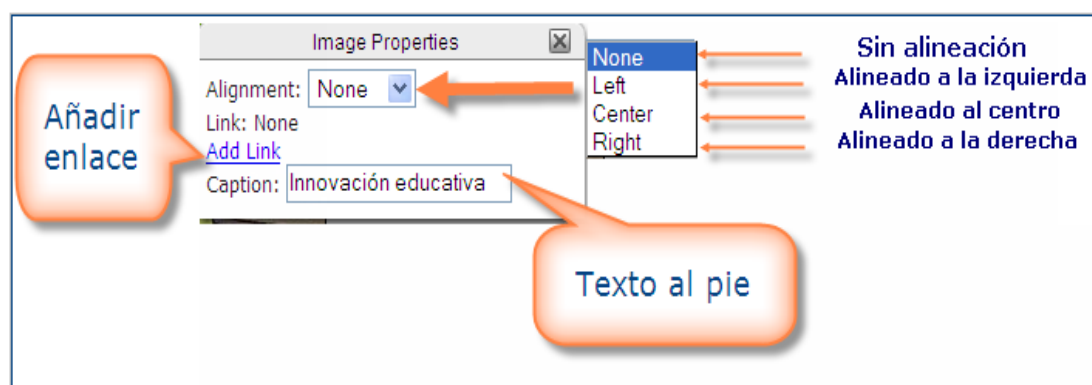 Image Properties
Alignment: None
Link: None
Add Link
Caption: Innovación educativa
Añadir
enlace
Texto al pie
None
Left
Center
Right
Sin alineación
Alineado a la izquierda
Alineado al centro
Alineado a la derecha